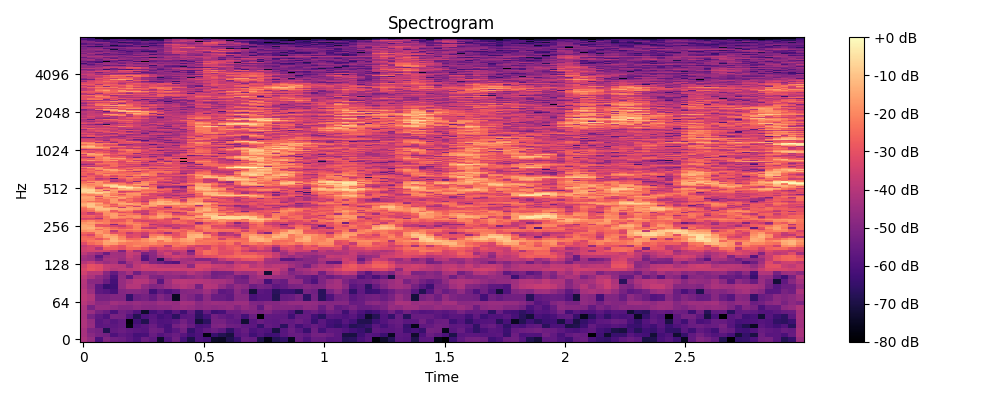 Spectrogram
Hz
4096
2048
1024
512
256
128
64
0
0
0.5
1
1.5
2
2.5
Time
+0 dB
-10 dB
-20 dB
-30 dB
-40 dB
-50 dB
-60 dB
-70 dB
-80 dB